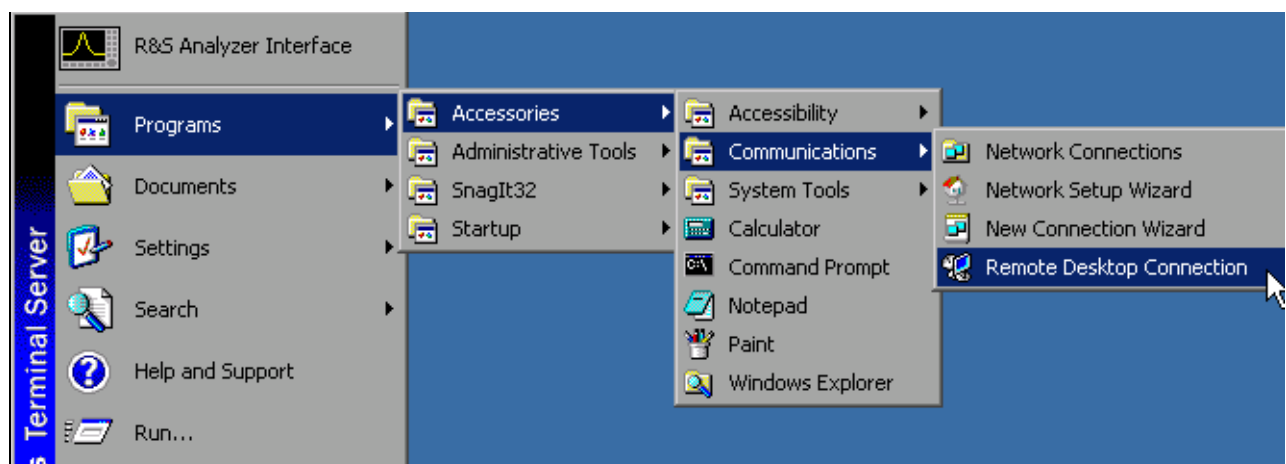 R&S Analyzer Interface
Programs
Documents
Settings
Search
Help and Support
Run...
Terminal Server
Accessories
Administrative Tools
SnagIt32
Startup
Accessibility
Communications
System Tools
Calculator
Command Prompt
Notepad
Paint
Windows Explorer
Network Connections
Network Setup Wizard
New Connection Wizard
Remote Desktop Connection